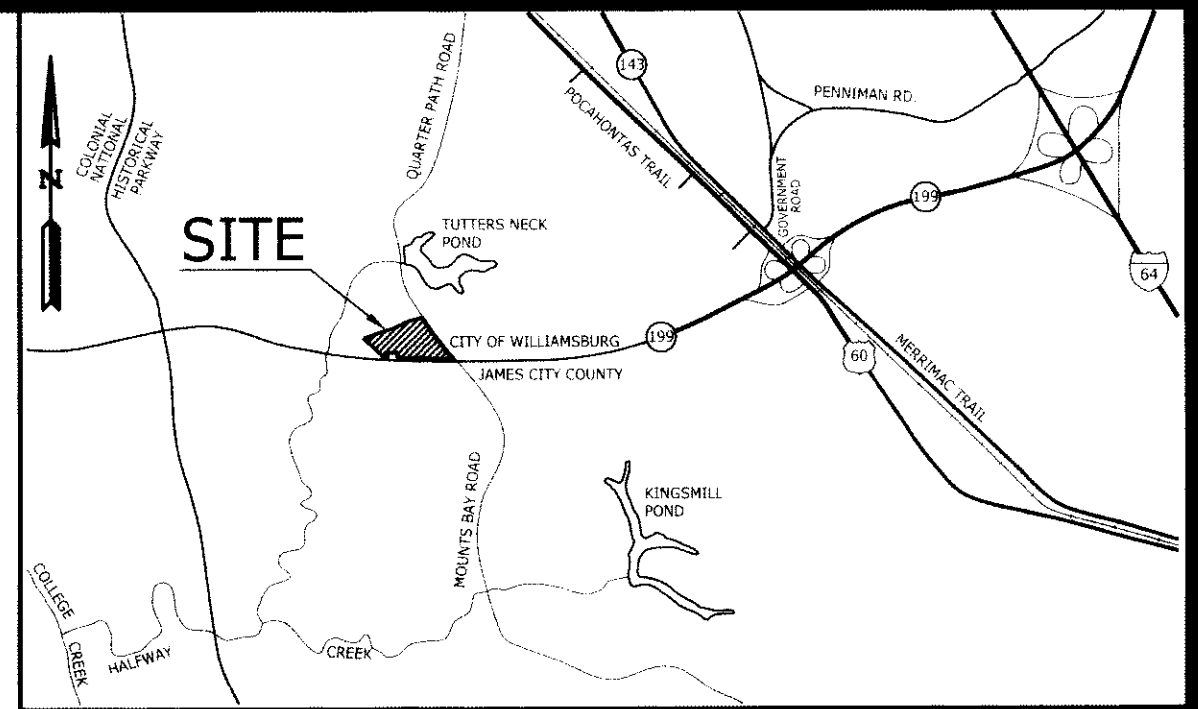 COLONIAL
NATIONAL
HISTORICAL
PARKWAY
QUARTER PATH ROAD
143
POCAHONTAS TRAIL
PENNIMAN RD.
GOVERNMENT
ROAD
199
64
N
SITE
TUTTERS NECK
POND
CITY OF WILLIAMSBURG
199
JAMES CITY COUNTY
60
MERRIMAC TRAIL
MOUNTS BAY ROAD
KINGSMILL
POND
COLLEGE
CREEK
HALFWAY
CREEK